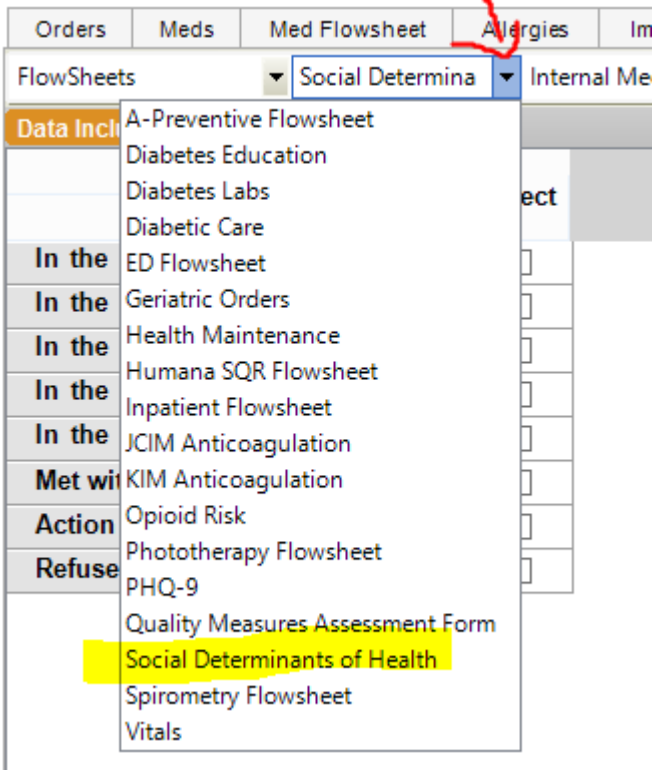 Orders Meds Med Flowsheet Allergies Im
FlowSheets Social Determina Internal Me
Data Incl
A-Preventive Flowsheet
Diabetes Education
Diabetes Labs
ect
Diabetic Care
In the
ED Flowsheet
In the
Geriatric Orders
In the
Health Maintenance
Humana SQR Flowsheet
In the
Inpatient Flowsheet
In the
JCIM Anticoagulation
Met wit
KIM Anticoagulation
Action
Opioid Risk
Phototherapy Flowsheet
Refuse
PHQ-9
Quality Measures Assessment Form
Social Determinants of Health
Spirometry Flowsheet
Vitals